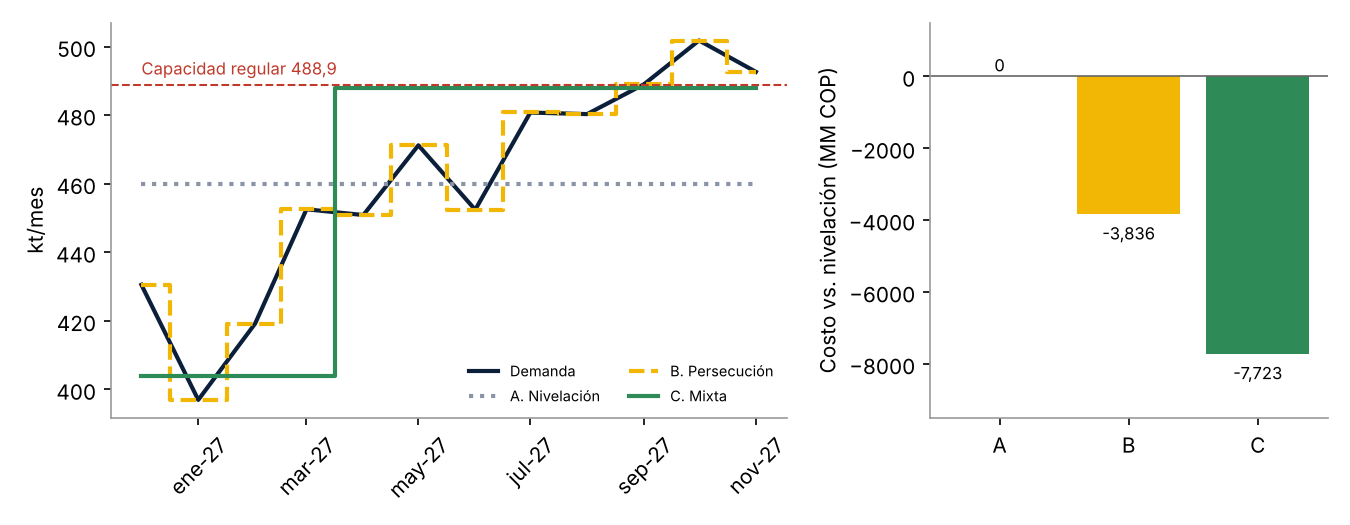 kt/mes
500
480
460
440
420
400
Capacidad regular 488,9
Demanda
A. Nivelación
B. Persecución
C. Mixta
ene-27
mar-27
may-27
jul-27
sep-27
nov-27
Costo vs. nivelación (MM COP)
0
−2000
−4000
−6000
−8000
0
-3,836
-7,723
A
B
C